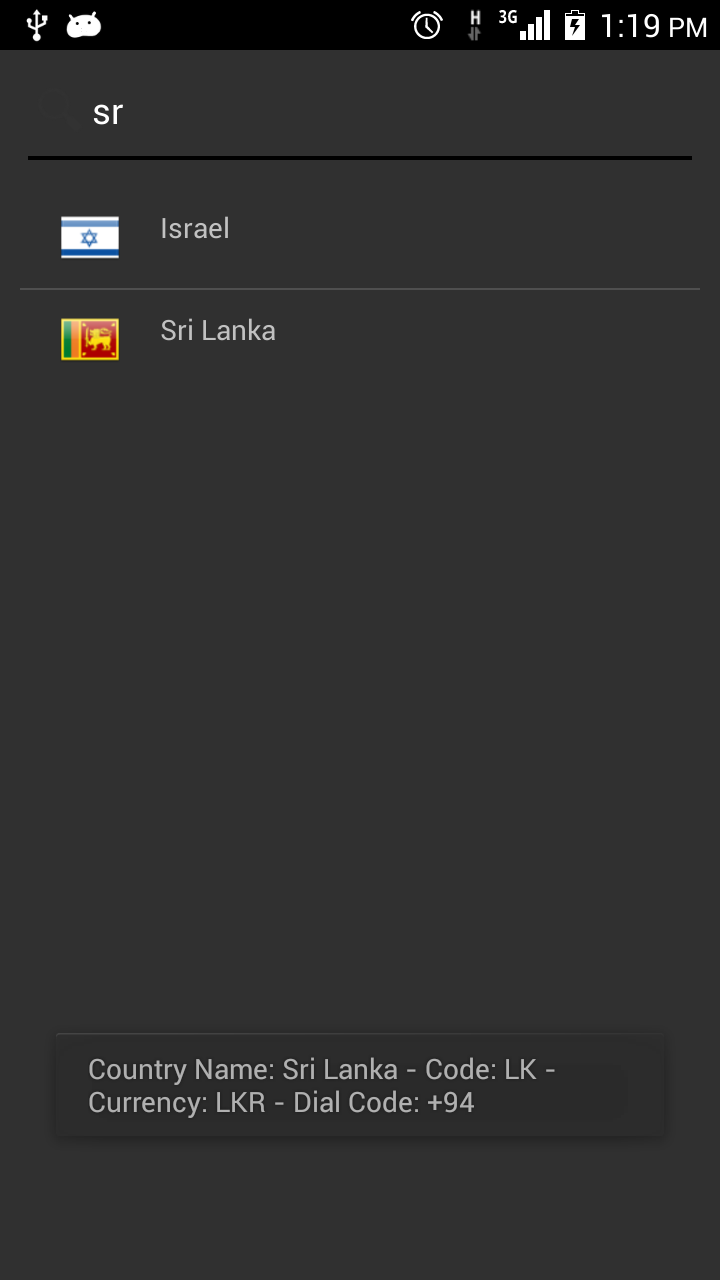 H 3G 1:19 PM
sr
Israel
Sri Lanka
Country Name: Sri Lanka - Code: LK -
Currency: LKR - Dial Code: +94